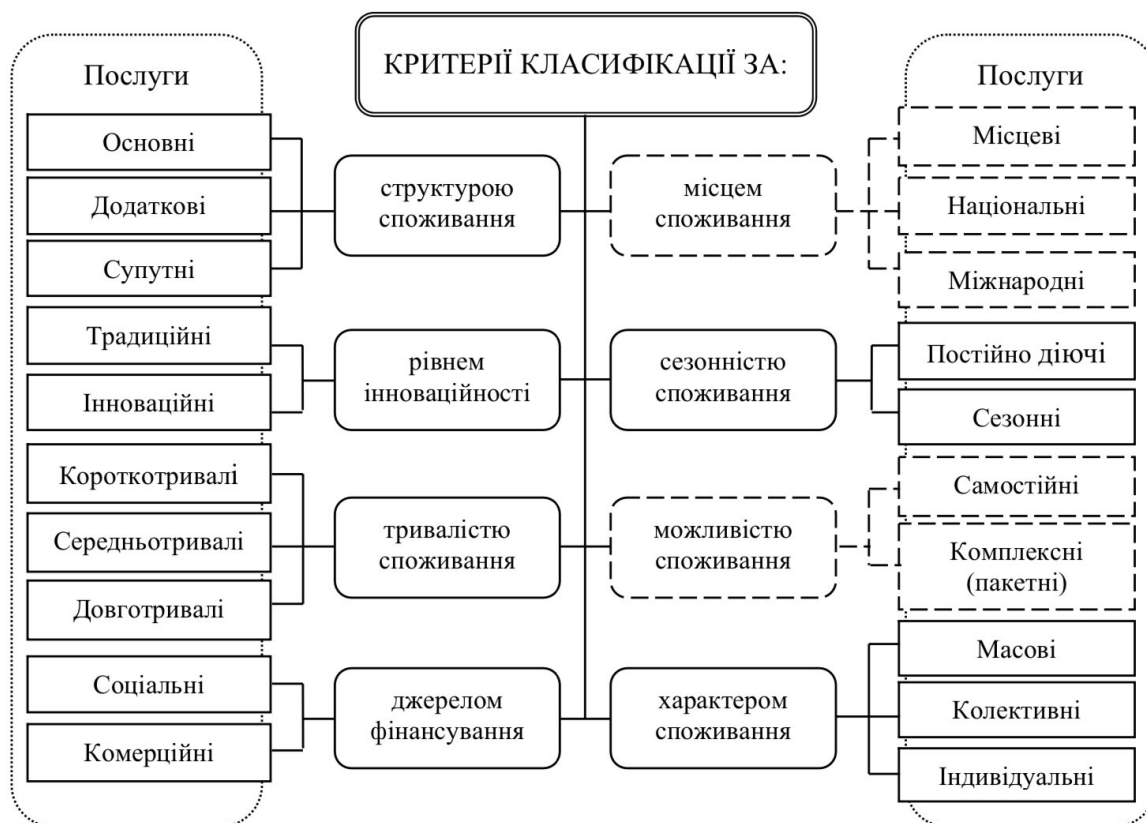 КРИТЕРІЇ КЛАСИФІКАЦІЇ ЗА:
Послуги
Основні
Додаткові
Супутні
Традиційні
Інноваційні
Короткотривалі
Середньотривалі
Довготривалі
Соціальні
Комерційні
структурою
споживання
рівнем
інноваційності
тривалістю
споживання
джерелом
фінансування
місцем
споживання
сезонністю
споживання
можливістю
споживання
характером
споживання
Послуги
Місцеві
Національні
Міжнародні
Постійно діючі
Сезонні
Самостійні
Комплексні
(пакетні)
Масові
Колективні
Індивідуальні